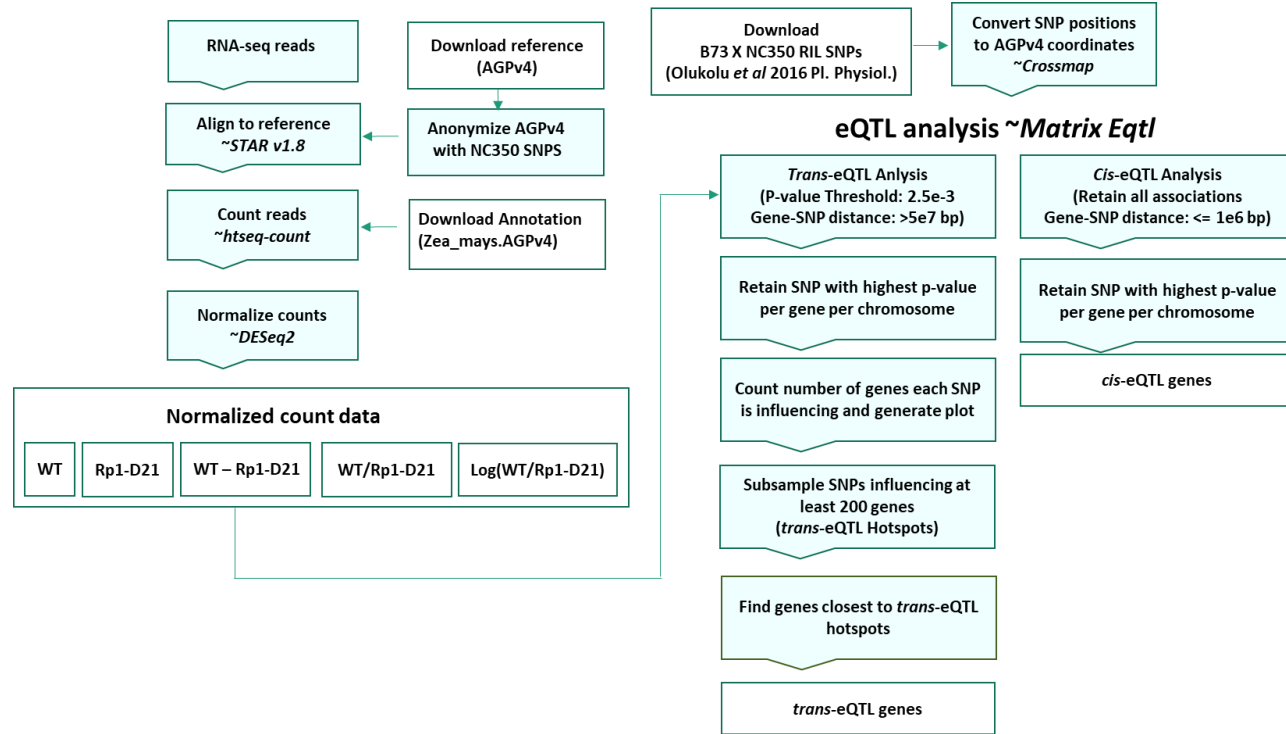 RNA-seq reads
Download reference
(AGPv4)
Align to reference
~STAR v1.8
Anonymize AGPv4
with NC350 SNPS
Count reads
~htseq-count
Download Annotation
(Zea_mays.AGPv4)
Normalize counts
~DESeq2
Normalized count data
WT
Rp1-D21
WT – Rp1-D21
WT/Rp1-D21
Log(WT/Rp1-D21)
Download
B73 X NC350 RIL SNPs
(Olukolu et al 2016 Pl. Physiol.)
Convert SNP positions
to AGPv4 coordinates
~Crossmap
eQTL analysis ~Matrix Eqtl
Trans-eQTL Anlysis
(P-value Threshold: 2.5e-3
Gene-SNP distance: >5e7 bp)
Cis-eQTL Analysis
(Retain all associations
Gene-SNP distance: <= 1e6 bp)
Retain SNP with highest p-value
per gene per chromosome
Retain SNP with highest p-value
per gene per chromosome
Count number of genes each SNP
is influencing and generate plot
cis-eQTL genes
Subsample SNPs influencing at
least 200 genes
(trans-eQTL Hotspots)
Find genes closest to trans-eQTL
hotspots
trans-eQTL genes